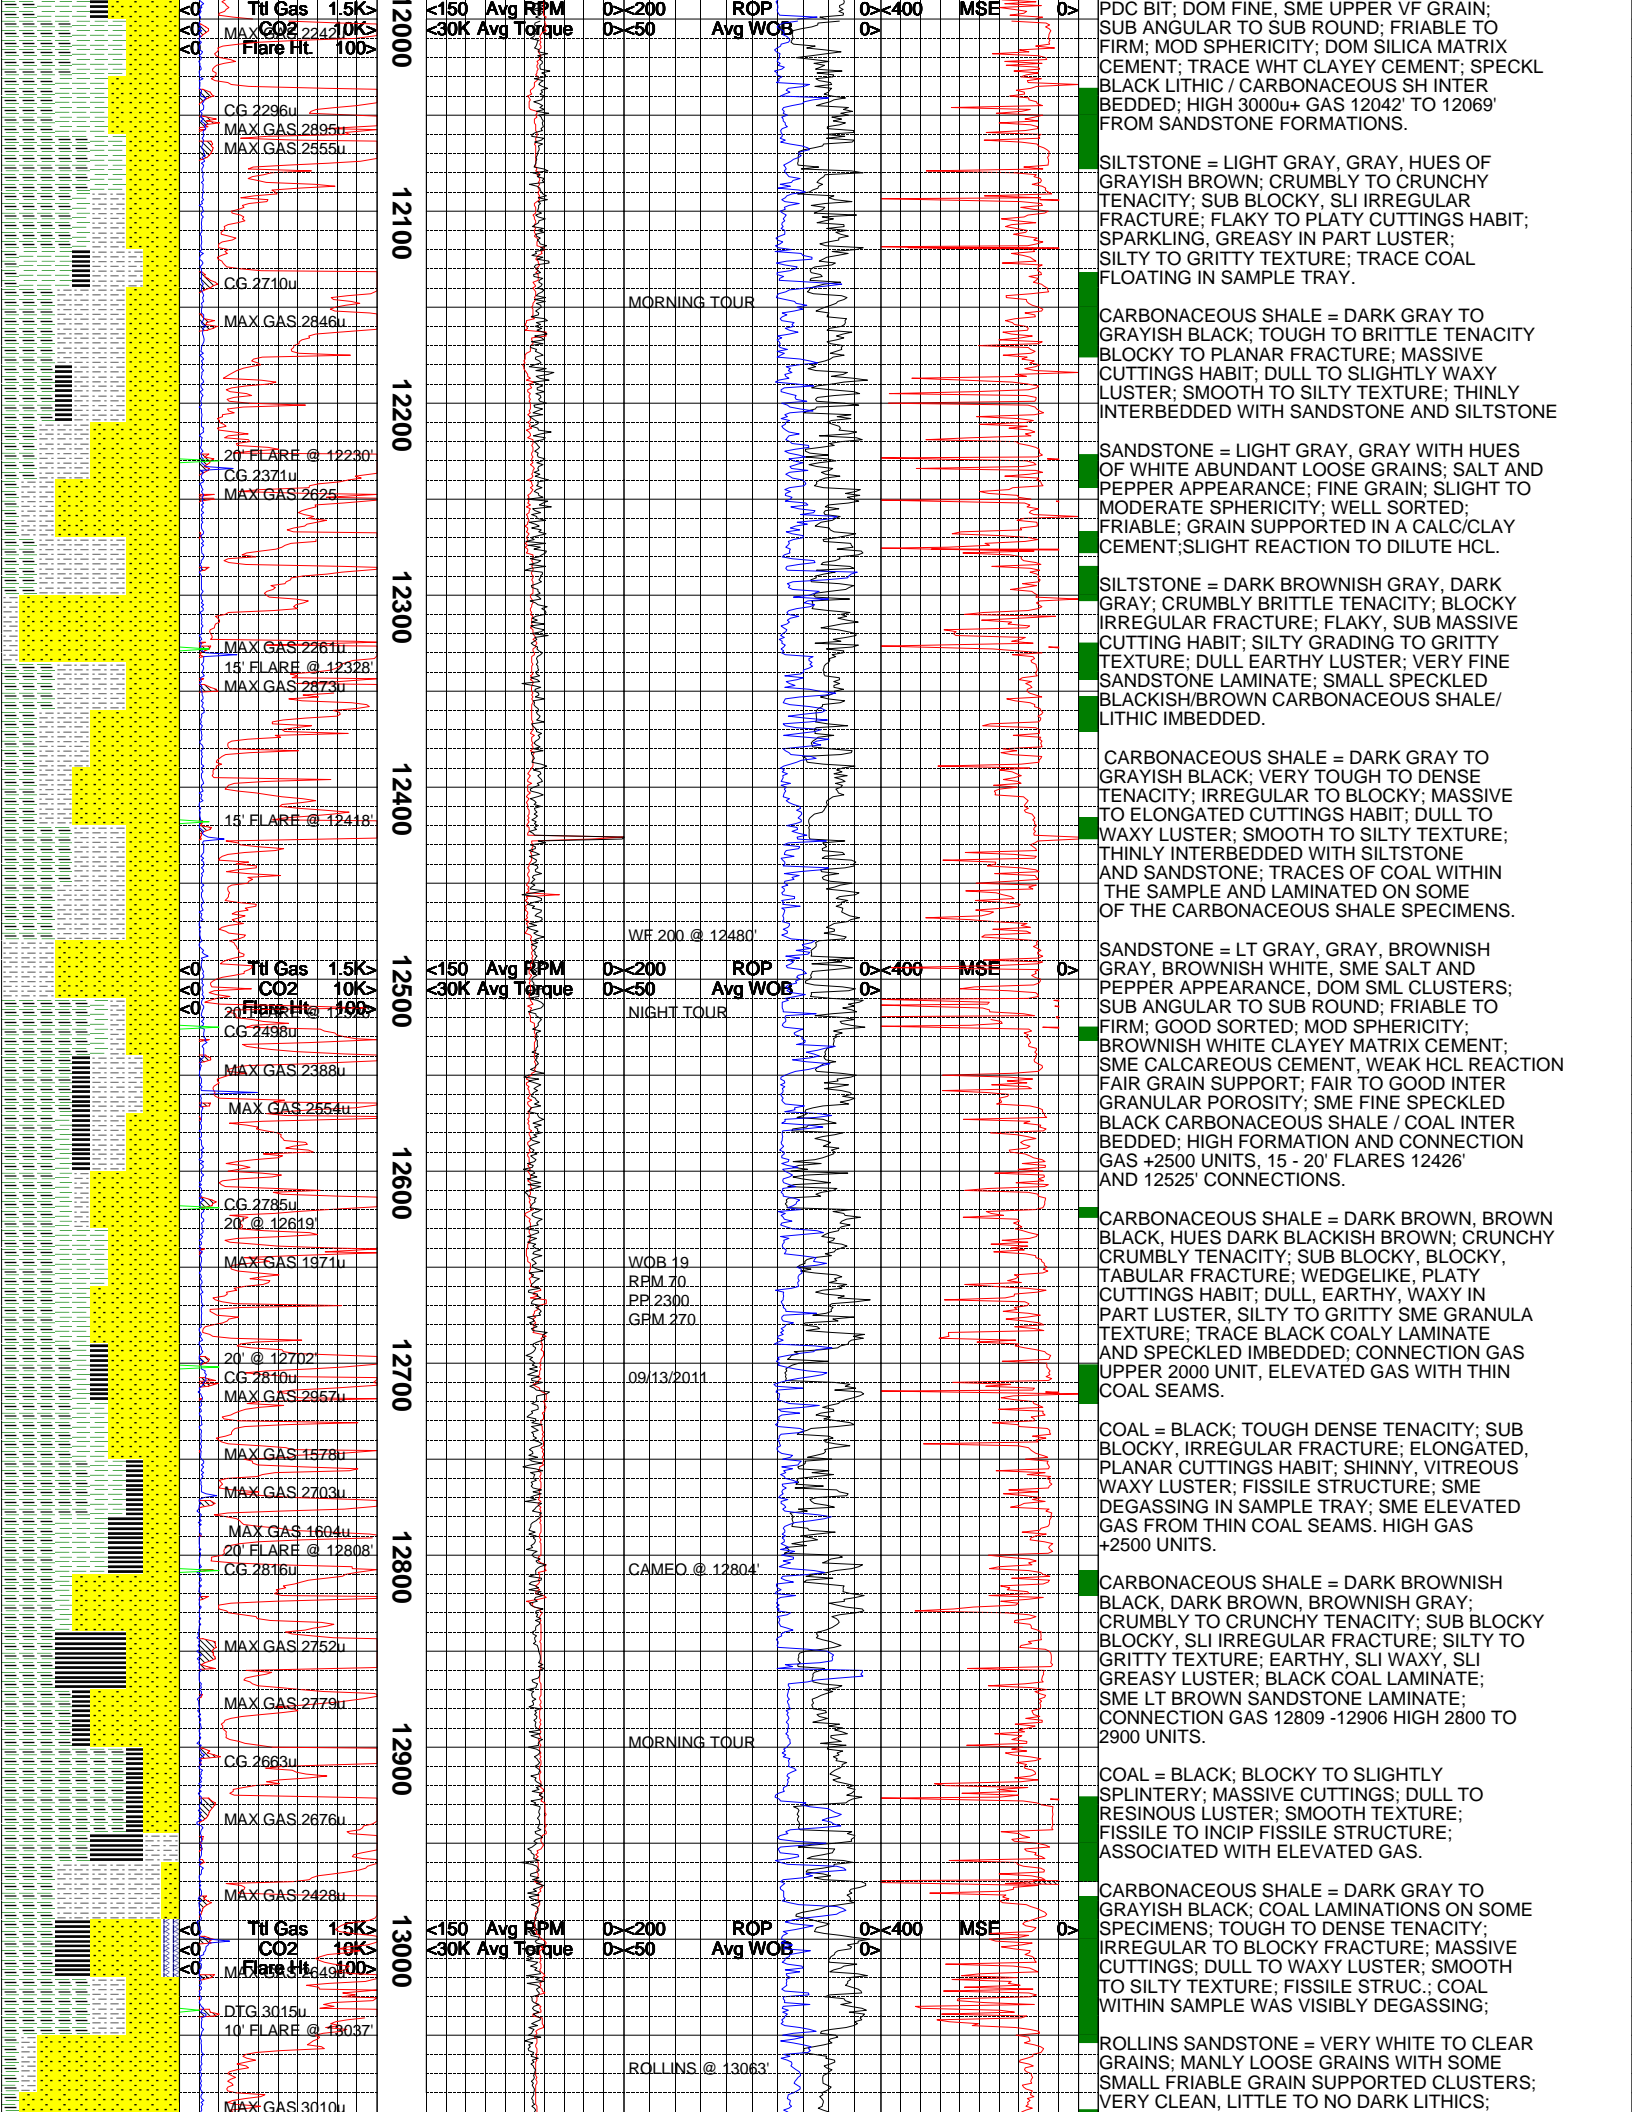 <0 Ttl Gas 1.5K>
<0 CO2 10K>
<0 Flare Ht. 100>
<150 Avg RPM 0>
<30K Avg Torque 0>
<200 ROP 0>
<50 Avg WOB 0>
<400 MSE 0>
CG 2296u
MAX GAS 2895u
MAX GAS 2555u
CG 2710u
MAX GAS 2846u
20' FLARE @ 12230'
CG 2371u
MAX GAS 2625
MAX GAS 2261u
15' FLARE @ 12328'
MAX GAS 2873u
15' FLARE @ 12418'
<0 Ttl Gas 1.5K>
<0 CO2 10K>
<0 Flare Ht. 100>
CG 2498u
MAX GAS 2388u
MAX GAS 2554u
CG 2785u
20' @ 12619'
MAX GAS 1971u
20' @ 12702'
CG 2810u
MAX GAS 2957u
MAX GAS 1578u
MAX GAS 2703u
MAX GAS 1604u
20' FLARE @ 12808'
CG 2816u
MAX GAS 2752u
MAX GAS 2779u
CG 2663u
MAX GAS 2676u
MAX GAS 2428u
<0 Ttl Gas 1.5K>
<0 CO2 10K>
<0 Flare Ht. 100>
MAX GAS 2649u
DTG 3015u
10' FLARE @ 13037'
MAX GAS 3010u
12000
12100
12200
12300
12400
12500
12600
12700
12800
12900
13000
MORNING TOUR
WF 200 @ 12480'
<150 Avg RPM 0>
<30K Avg Torque 0>
<200 ROP 0>
<50 Avg WOB 0>
<400 MSE 0>
NIGHT TOUR
WOB 19
RPM 70
PP 2300
GPM 270
09/13/2011
CAMEO @ 12804'
MORNING TOUR
<150 Avg RPM 0>
<30K Avg Torque 0>
<200 ROP 0>
<50 Avg WOB 0>
<400 MSE 0>
ROLLINS @ 13063'
PDC BIT; DOM FINE, SME UPPER VF GRAIN;
SUB ANGULAR TO SUB ROUND; FRIABLE TO
FIRM; MOD SPHERICITY; DOM SILICA MATRIX
CEMENT; TRACE WHT CLAYEY CEMENT; SPECKL
BLACK LITHIC / CARBONACEOUS SH INTER
BEDDED; HIGH 3000u+ GAS 12042' TO 12069'
FROM SANDSTONE FORMATIONS.
SILTSTONE = LIGHT GRAY, GRAY, HUES OF
GRAYISH BROWN; CRUMBLY TO CRUNCHY
TENACITY; SUB BLOCKY, SLI IRREGULAR
FRACTURE; FLAKY TO PLATY CUTTINGS HABIT;
SPARKLING, GREASY IN PART LUSTER;
SILTY TO GRITTY TEXTURE; TRACE COAL
FLOATING IN SAMPLE TRAY.
CARBONACEOUS SHALE = DARK GRAY TO
GRAYISH BLACK; TOUGH TO BRITTLE TENACITY
BLOCKY TO PLANAR FRACTURE; MASSIVE
CUTTINGS HABIT; DULL TO SLIGHTLY WAXY
LUSTER; SMOOTH TO SILTY TEXTURE; THINLY
INTERBEDDED WITH SANDSTONE AND SILTSTONE
SANDSTONE = LIGHT GRAY, GRAY WITH HUES
OF WHITE ABUNDANT LOOSE GRAINS; SALT AND
PEPPER APPEARANCE; FINE GRAIN; SLIGHT TO
MODERATE SPHERICITY; WELL SORTED;
FRIABLE; GRAIN SUPPORTED IN A CALC/CLAY
CEMENT;SLIGHT REACTION TO DILUTE HCL.
SILTSTONE = DARK BROWNISH GRAY, DARK
GRAY; CRUMBLY BRITTLE TENACITY; BLOCKY
IRREGULAR FRACTURE; FLAKY, SUB MASSIVE
CUTTING HABIT; SILTY GRADING TO GRITTY
TEXTURE; DULL EARTHY LUSTER; VERY FINE
SANDSTONE LAMINATE; SMALL SPECKLED
BLACKISH/BROWN CARBONACEOUS SHALE/
LITHIC IMBEDDED.
CARBONACEOUS SHALE = DARK GRAY TO
GRAYISH BLACK; VERY TOUGH TO DENSE
TENACITY; IRREGULAR TO BLOCKY; MASSIVE
TO ELONGATED CUTTINGS HABIT; DULL TO
WAXY LUSTER; SMOOTH TO SILTY TEXTURE;
THINLY INTERBEDDED WITH SILTSTONE
AND SANDSTONE; TRACES OF COAL WITHIN
THE SAMPLE AND LAMINATED ON SOME
OF THE CARBONACEOUS SHALE SPECIMENS.
SANDSTONE = LT GRAY, GRAY, BROWNISH
GRAY, BROWNISH WHITE, SME SALT AND
PEPPER APPEARANCE, DOM SML CLUSTERS;
SUB ANGULAR TO SUB ROUND; FRIABLE TO
FIRM; GOOD SORTED; MOD SPHERICITY;
BROWNISH WHITE CLAYEY MATRIX CEMENT;
SME CALCAREOUS CEMENT, WEAK HCL REACTION
FAIR GRAIN SUPPORT; FAIR TO GOOD INTER
GRANULAR POROSITY; SME FINE SPECKLED
BLACK CARBONACEOUS SHALE / COAL INTER
BEDDED; HIGH FORMATION AND CONNECTION
GAS +2500 UNITS, 15 - 20' FLARES 12426'
AND 12525' CONNECTIONS.
CARBONACEOUS SHALE = DARK BROWN, BROWN
BLACK, HUES DARK BLACKISH BROWN; CRUNCHY
CRUMBLY TENACITY; SUB BLOCKY, BLOCKY,
TABULAR FRACTURE; WEDGELIKE, PLATY
CUTTINGS HABIT; DULL, EARTHY, WAXY IN
PART LUSTER, SILTY TO GRITTY SME GRANULA
TEXTURE; TRACE BLACK COALY LAMINATE
AND SPECKLED IMBEDDED; CONNECTION GAS
UPPER 2000 UNIT, ELEVATED GAS WITH THIN
COAL SEAMS.
COAL = BLACK; TOUGH DENSE TENACITY; SUB
BLOCKY, IRREGULAR FRACTURE; ELONGATED,
PLANAR CUTTINGS HABIT; SHINNY, VITREOUS
WAXY LUSTER; FISSILE STRUCTURE; SME
DEGASSING IN SAMPLE TRAY; SME ELEVATED
GAS FROM THIN COAL SEAMS. HIGH GAS
+2500 UNITS.
CARBONACEOUS SHALE = DARK BROWNISH
BLACK, DARK BROWN, BROWNISH GRAY;
CRUMBLY TO CRUNCHY TENACITY; SUB BLOCKY
BLOCKY, SLI IRREGULAR FRACTURE; SILTY TO
GRITTY TEXTURE; EARTHY, SLI WAXY, SLI
GREASY LUSTER; BLACK COAL LAMINATE;
SME LT BROWN SANDSTONE LAMINATE;
CONNECTION GAS 12809 -12906 HIGH 2800 TO
2900 UNITS.
COAL = BLACK; BLOCKY TO SLIGHTLY
SPLINTERY; MASSIVE CUTTINGS; DULL TO
RESINOUS LUSTER; SMOOTH TEXTURE;
FISSILE TO INCIP FISSILE STRUCTURE;
ASSOCIATED WITH ELEVATED GAS.
CARBONACEOUS SHALE = DARK GRAY TO
GRAYISH BLACK; COAL LAMINATIONS ON SOME
SPECIMENS; TOUGH TO DENSE TENACITY;
IRREGULAR TO BLOCKY FRACTURE; MASSIVE
CUTTINGS; DULL TO WAXY LUSTER; SMOOTH
TO SILTY TEXTURE; FISSILE STRUC.; COAL
WITHIN SAMPLE WAS VISIBLY DEGASSING;
ROLLINS SANDSTONE = VERY WHITE TO CLEAR
GRAINS; MANLY LOOSE GRAINS WITH SOME
SMALL FRIABLE GRAIN SUPPORTED CLUSTERS;
VERY CLEAN, LITTLE TO NO DARK LITHICS;